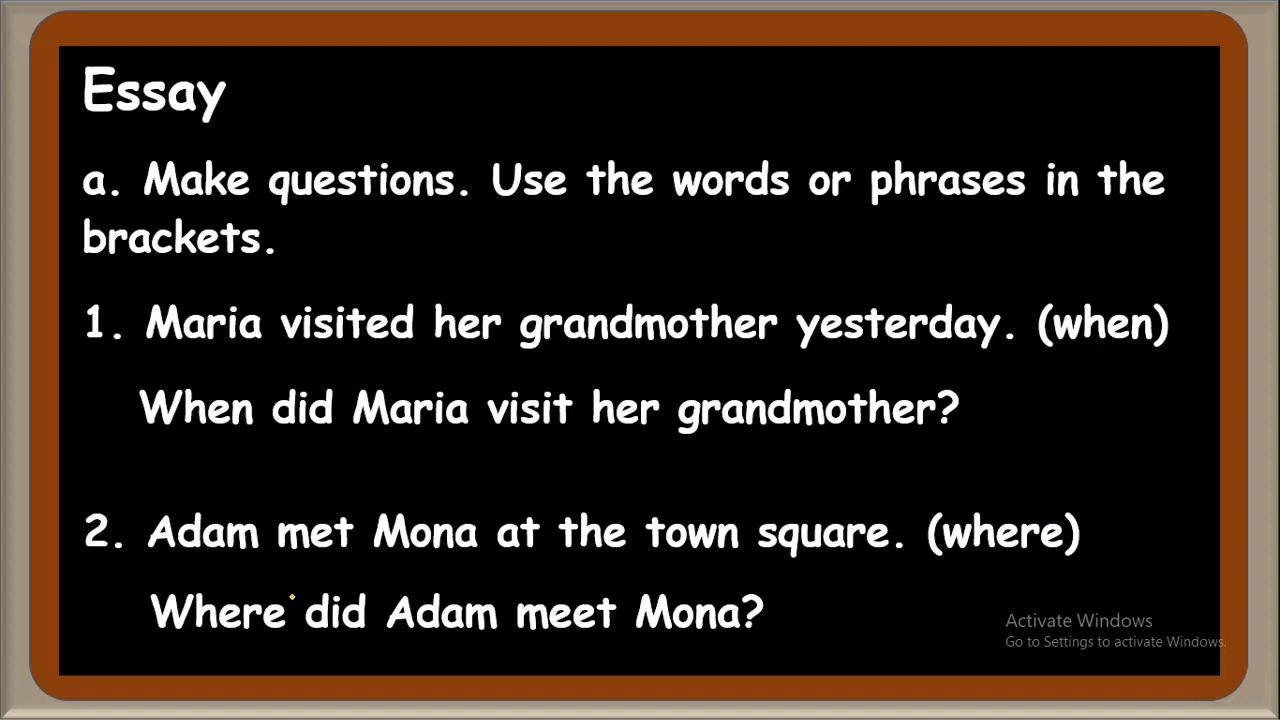 Essay
a. Make questions. Use the words or phrases in the
brackets.
1. Maria visited her grandmother yesterday. (when)
When did Maria visit her grandmother?
2. Adam met Mona at the town square. (where)
Where did Adam meet Mona?
Activate Windows
Go to Settings to activate Windows.